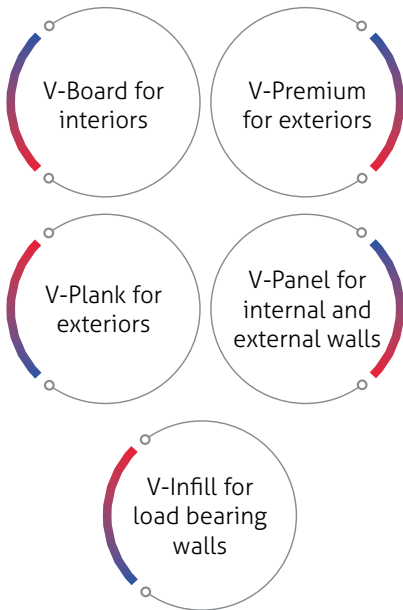 V-Board for
interiors
V-Premium
for exteriors
V-Plank for
exteriors
V-Panel for
internal and
external walls
V-Infill for
load bearing
walls